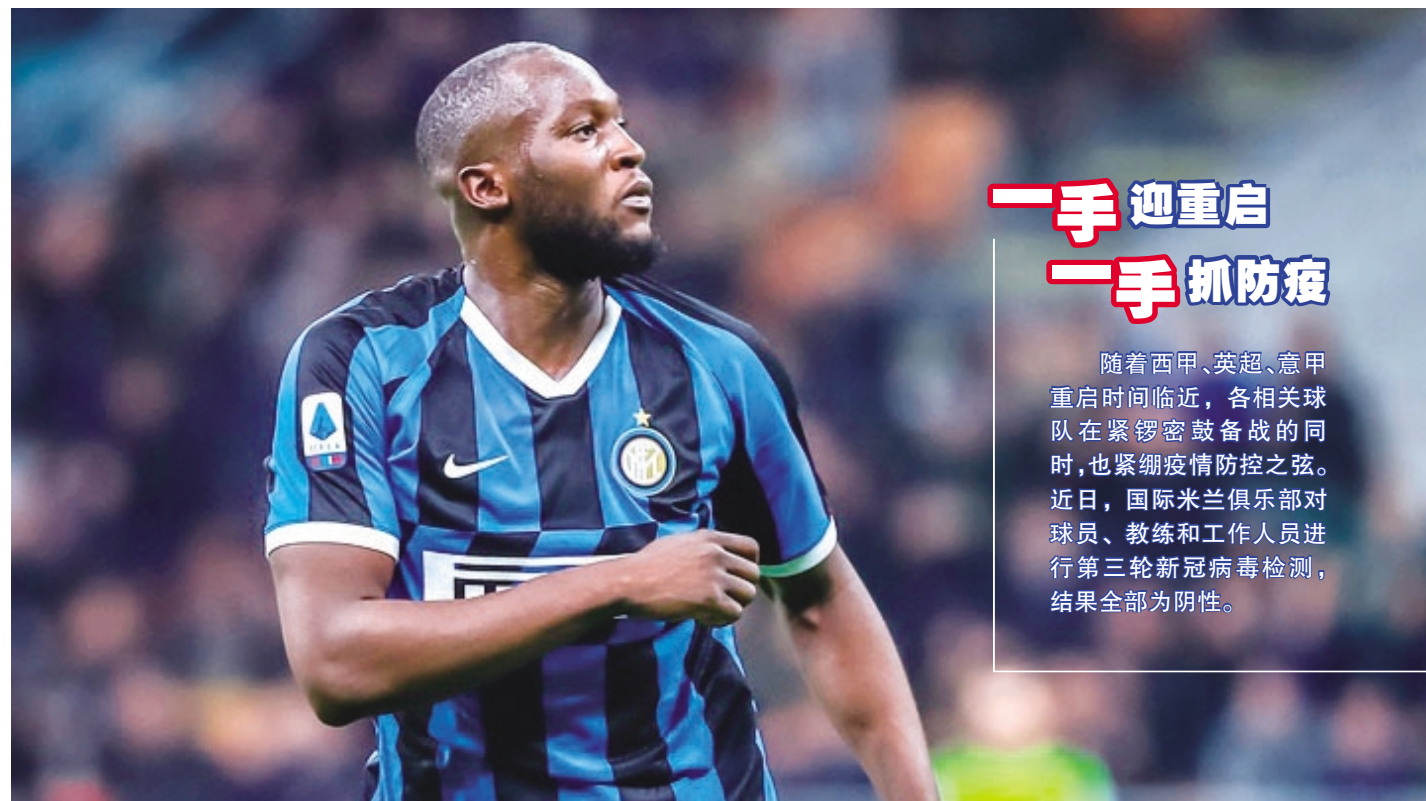 一手迎重启
一手抓防疫
随着西甲、英超、意甲
重启时间临近，各相关球
队在紧锣密鼓备战的同
时，也紧绷疫情防控之弦。
近日，国际米兰俱乐部对
球员、教练和工作人员进
行第三轮新冠病毒检测，
结果全部为阴性。